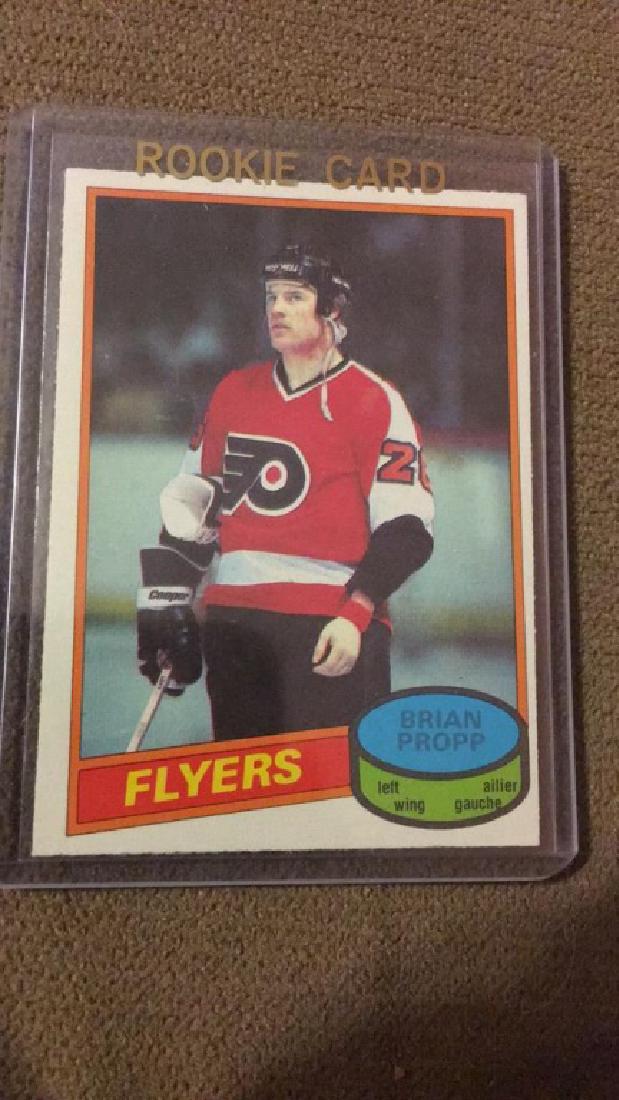 ROOKIE CARD
Cooper
FLYERS
BRIAN
PROPP
left ailier
wing gauche